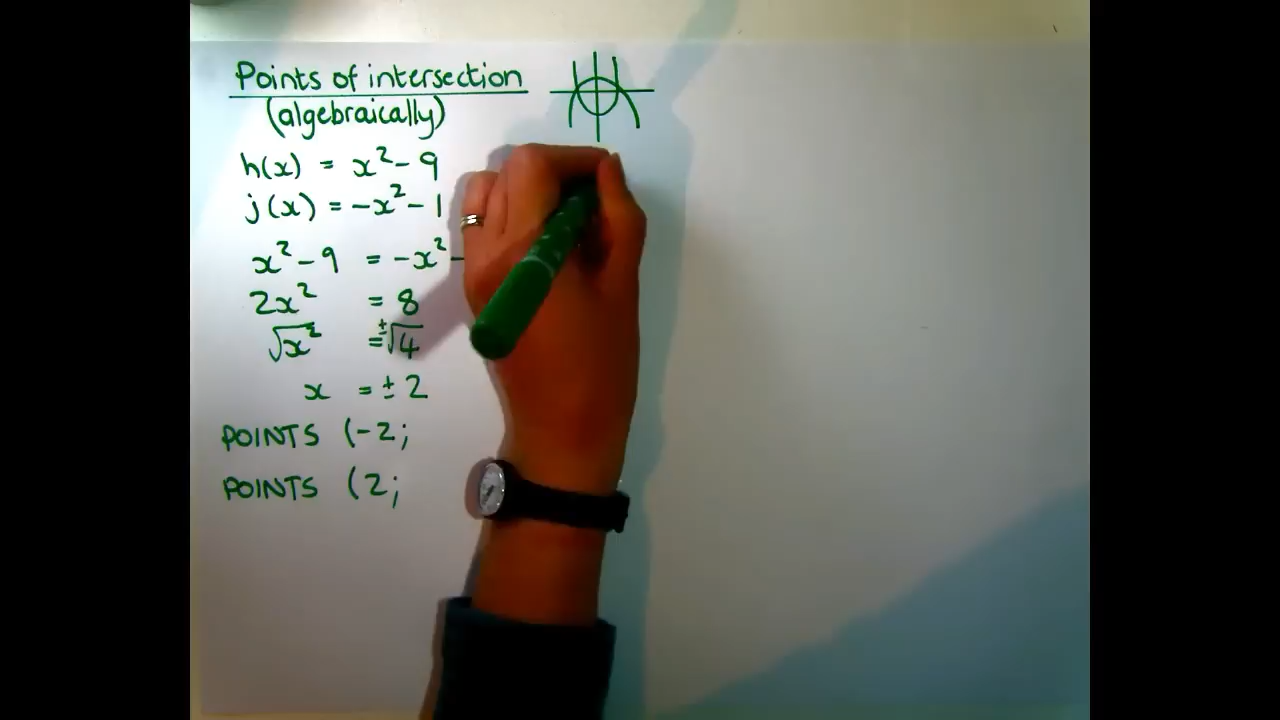 Points of intersection
(algebraically)
h(x) = x² - 9
j(x) = -x² - 1
x² - 9 = -x² -
2x² = 8
√x² = ±√4
x = ± 2
POINTS (-2;
POINTS (2;